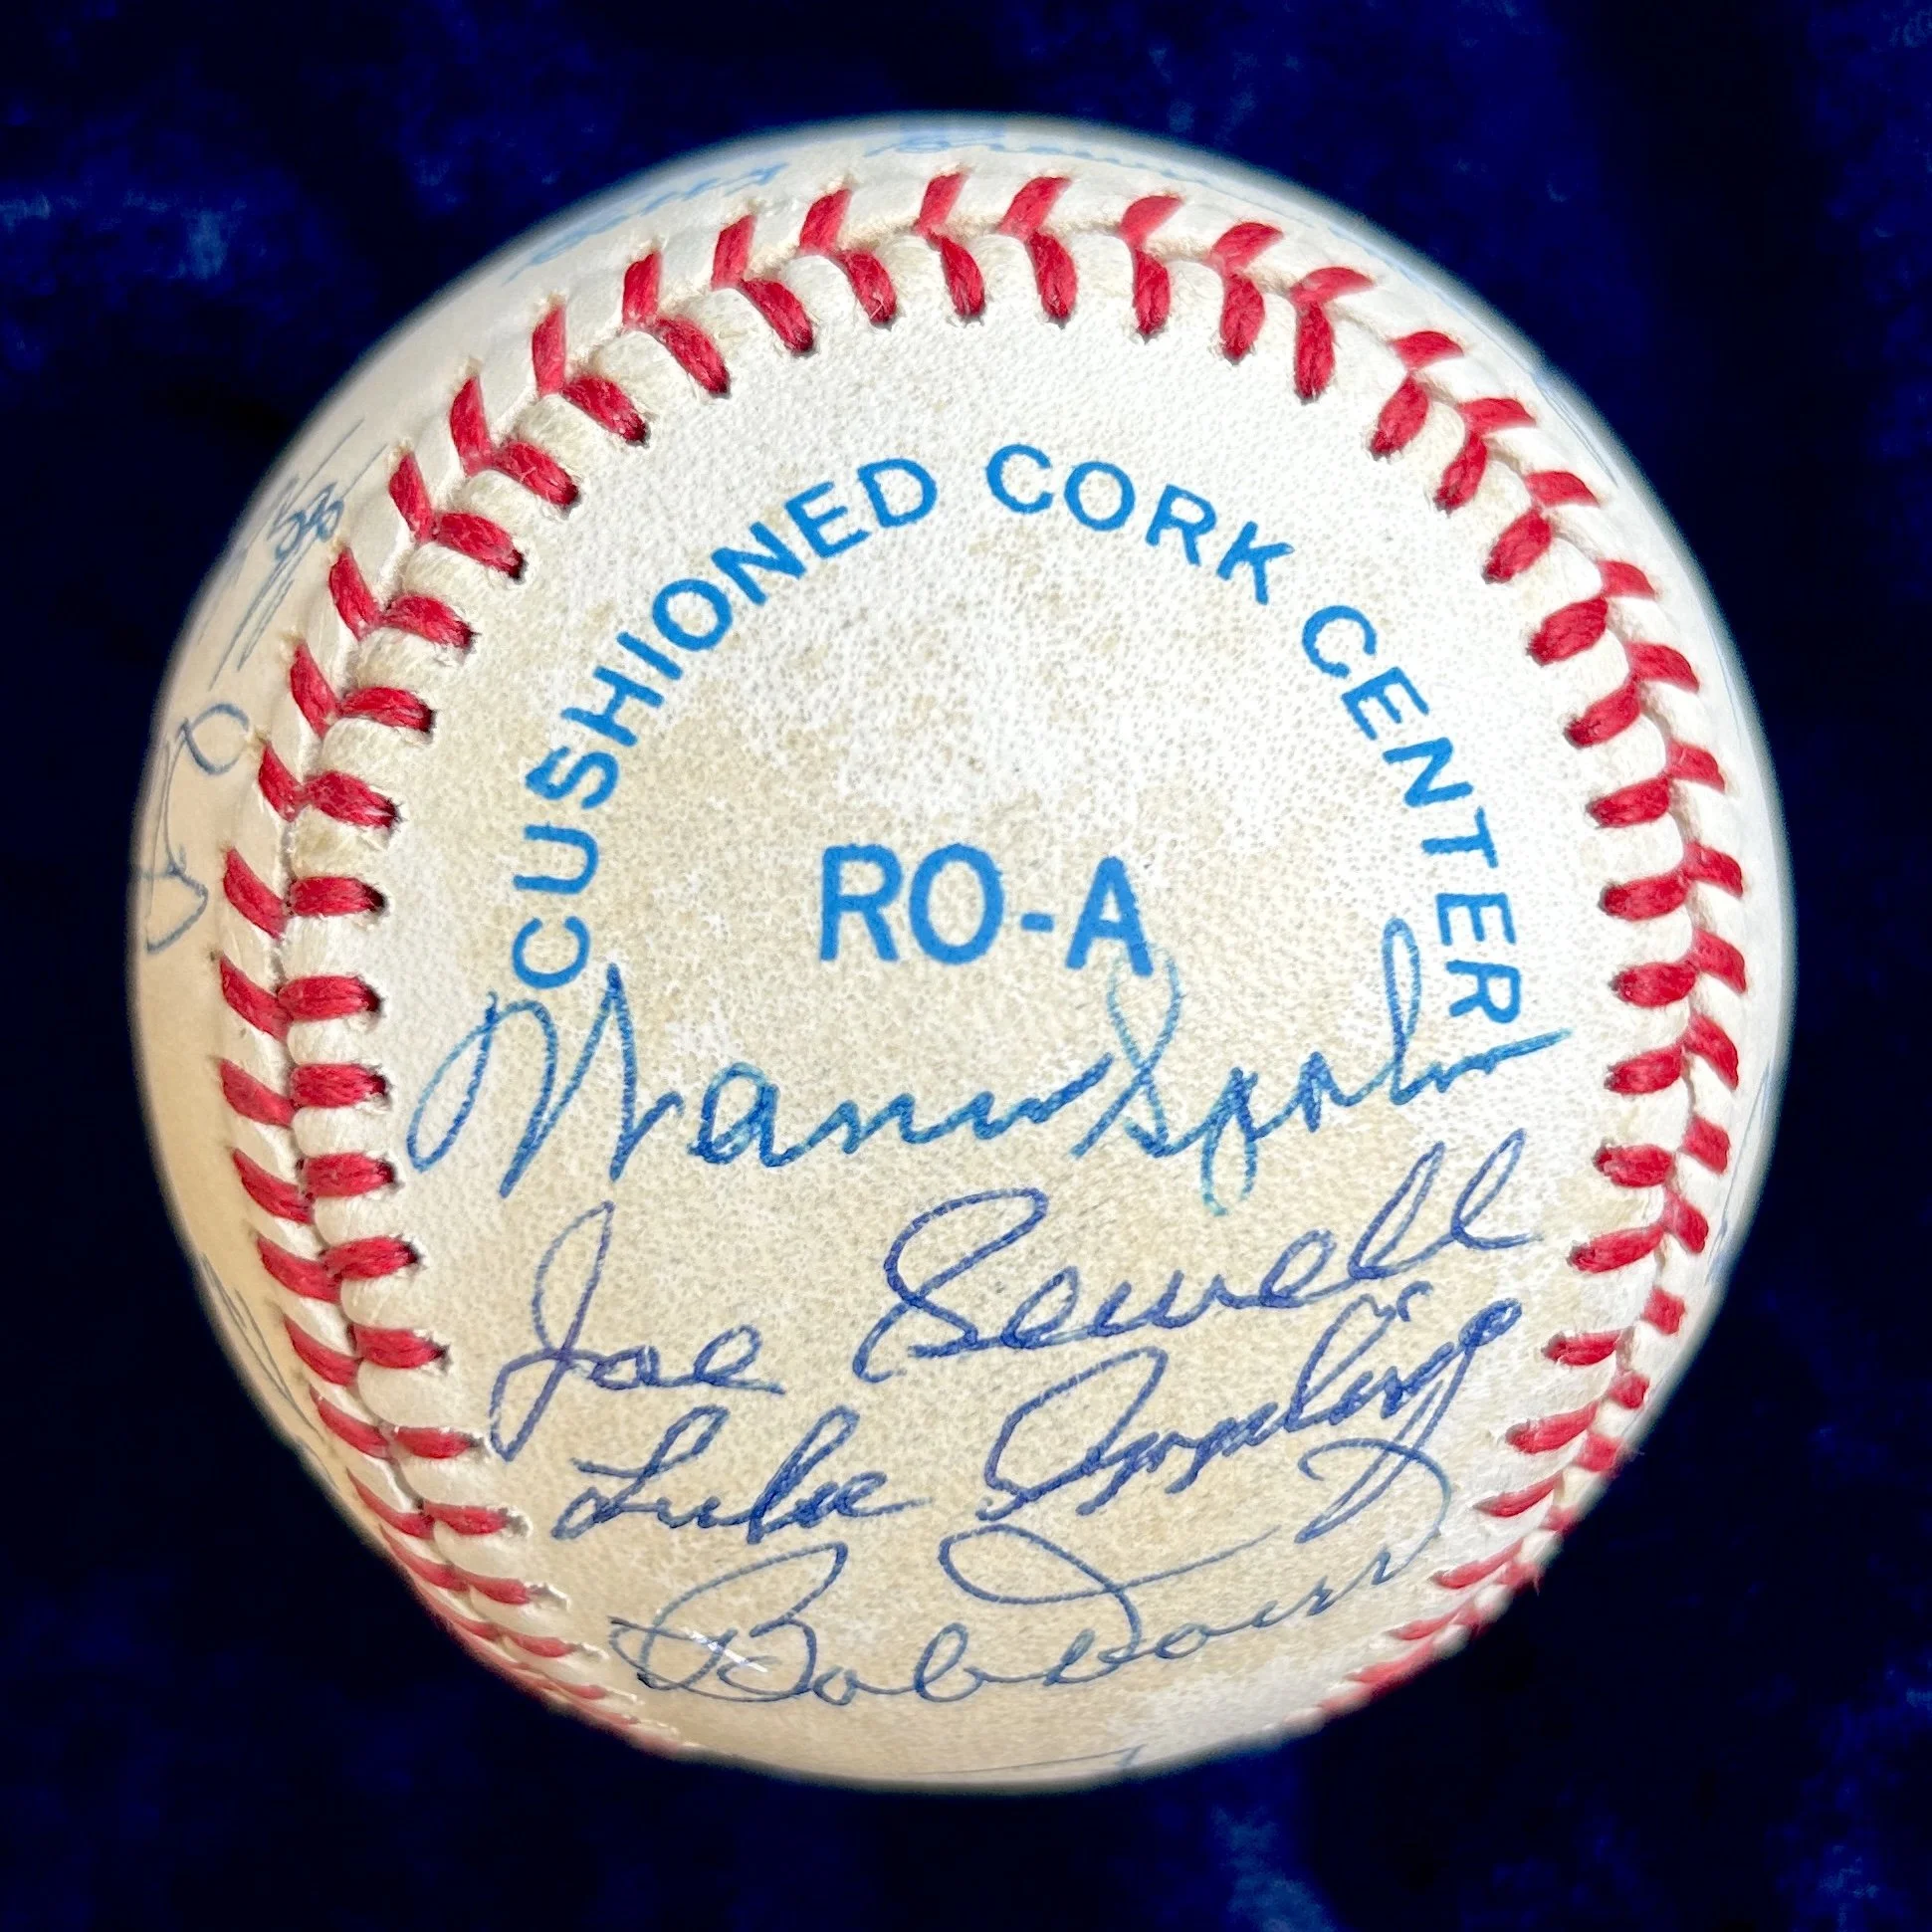 CUSHIONED CORK CENTER
RO-A
Warren Spahn
Joe Sewell
Luke Appling
Bob Doerr